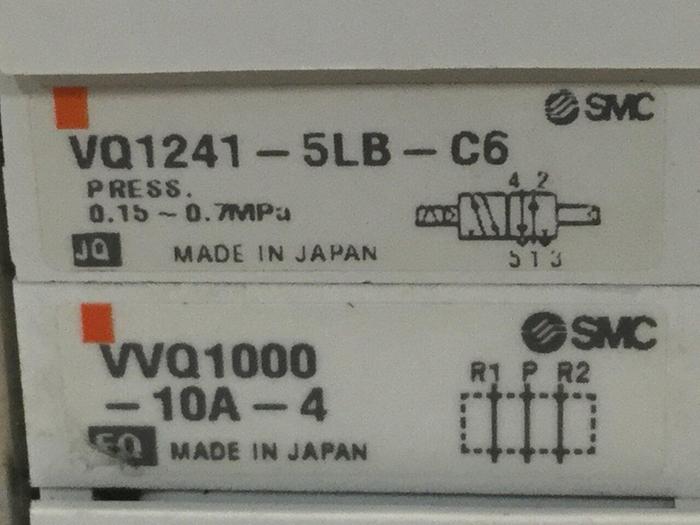 SMC
VQ1241-5LB-C6
PRESS.
0.15~0.7MPa
4 2
5 1 3
JQ MADE IN JAPAN
SMC
VVQ1000
-10A-4
R1 P R2
MADE IN JAPAN